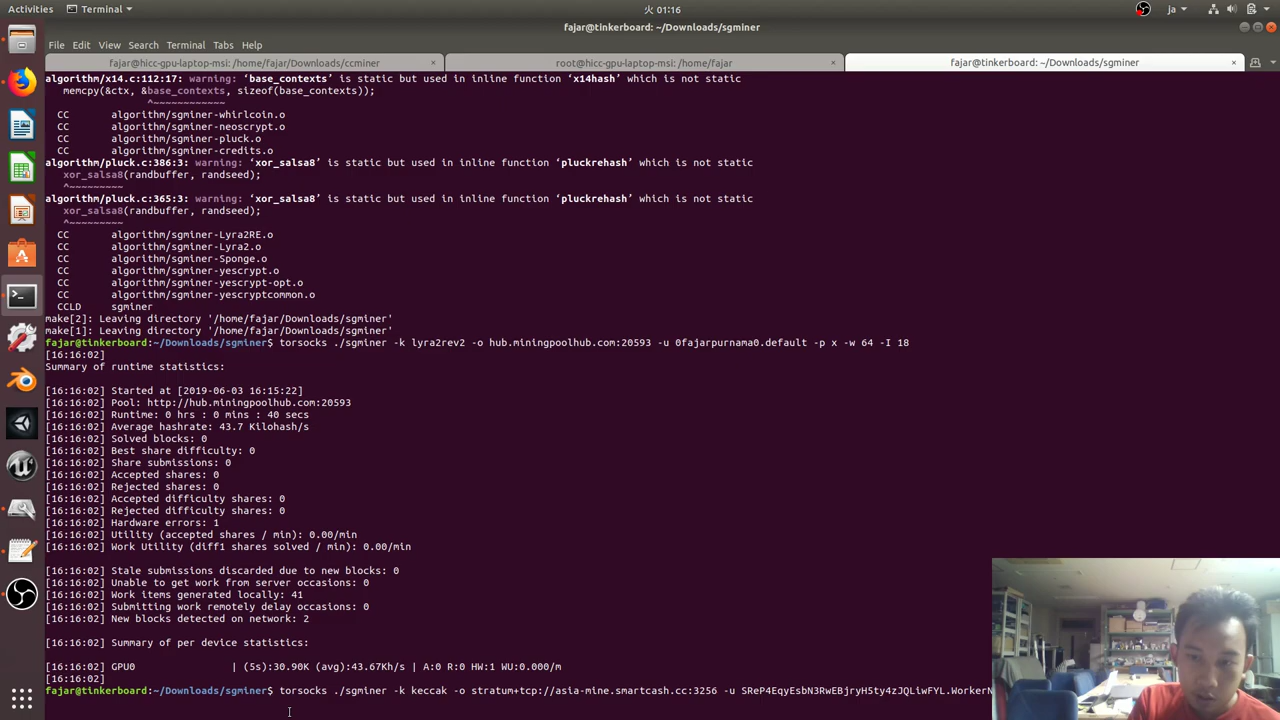 Activities
Terminal
火 01:16
ja
fajar@tinkerboard: ~/Downloads/sgminer
File Edit View Search Terminal Tabs Help
fajar@hicc-gpu-laptop-msi: /home/fajar/Downloads/ccminer
root@hicc-gpu-laptop-msi: /home/fajar
fajar@tinkerboard: ~/Downloads/sgminer
algorithm/x14.c:112:17: warning: ‘base_contexts’ is static but used in inline function ‘x14hash’ which is not static
memcpy(&ctx, &base_contexts, sizeof(base_contexts));
^~~~~~~~~~~~~
CC algorithm/sgminer-whirlcoin.o
CC algorithm/sgminer-neoscrypt.o
CC algorithm/sgminer-pluck.o
CC algorithm/sgminer-credits.o
algorithm/pluck.c:386:3: warning: ‘xor_salsa8’ is static but used in inline function ‘pluckrehash’ which is not static
xor_salsa8(randbuffer, randseed);
^~~~~~~~~~
algorithm/pluck.c:365:3: warning: ‘xor_salsa8’ is static but used in inline function ‘pluckrehash’ which is not static
xor_salsa8(randbuffer, randseed);
^~~~~~~~~~
CC algorithm/sgminer-Lyra2RE.o
CC algorithm/sgminer-Lyra2.o
CC algorithm/sgminer-Sponge.o
CC algorithm/sgminer-yescrypt.o
CC algorithm/sgminer-yescrypt-opt.o
CC algorithm/sgminer-yescryptcommon.o
CCLD sgminer
make[2]: Leaving directory '/home/fajar/Downloads/sgminer'
make[1]: Leaving directory '/home/fajar/Downloads/sgminer'
fajar@tinkerboard:~/Downloads/sgminer$ torsocks ./sgminer -k lyra2rev2 -o hub.miningpoolhub.com:20593 -u 0fajarpurnama0.default -p x -w 64 -I 18
[16:16:02]
Summary of runtime statistics:
[16:16:02] Started at [2019-06-03 16:15:22]
[16:16:02] Pool: http://hub.miningpoolhub.com:20593
[16:16:02] Runtime: 0 hrs : 0 mins : 40 secs
[16:16:02] Average hashrate: 43.7 Kilohash/s
[16:16:02] Solved blocks: 0
[16:16:02] Best share difficulty: 0
[16:16:02] Share submissions: 0
[16:16:02] Accepted shares: 0
[16:16:02] Rejected shares: 0
[16:16:02] Accepted difficulty shares: 0
[16:16:02] Rejected difficulty shares: 0
[16:16:02] Hardware errors: 1
[16:16:02] Utility (accepted shares / min): 0.00/min
[16:16:02] Work Utility (diff1 shares solved / min): 0.00/min
[16:16:02] Stale submissions discarded due to new blocks: 0
[16:16:02] Unable to get work from server occasions: 0
[16:16:02] Work items generated locally: 41
[16:16:02] Submitting work remotely delay occasions: 0
[16:16:02] New blocks detected on network: 2
[16:16:02] Summary of per device statistics:
[16:16:02] GPU0 | (5s):30.90K (avg):43.67Kh/s | A:0 R:0 HW:1 WU:0.000/m
[16:16:02]
fajar@tinkerboard:~/Downloads/sgminer$ torsocks ./sgminer -k keccak -o stratum+tcp://asia-mine.smartcash.cc:3256 -u SReP4EqyEsbN3RwEBjryH5ty4zJQLiwFYL.WorkerN